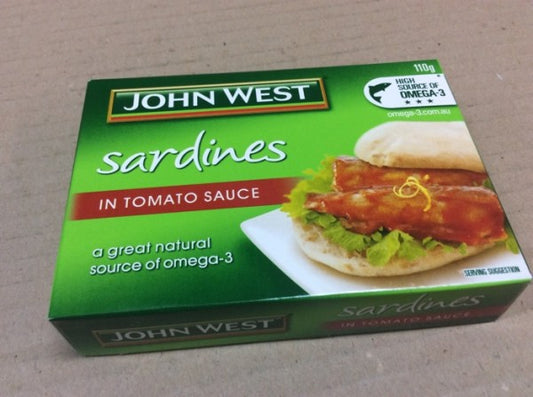 110g
JOHN WEST
HIGH
SOURCE OF
OMEGA-3
omega-3.com.au
sardines
IN TOMATO SAUCE
a great natural
source of omega-3
SERVING SUGGESTION
JOHN WEST
sardines
IN TOMATO SAUCE